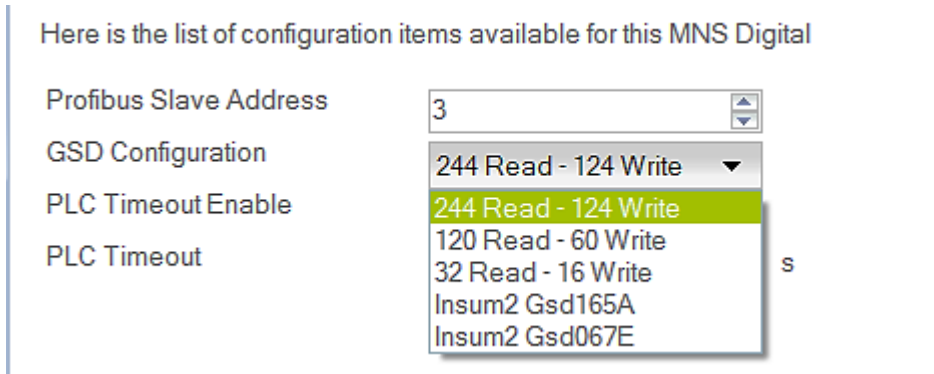 Here is the list of configuration items available for this MNS Digital
Profibus Slave Address 3
GSD Configuration 244 Read - 124 Write
PLC Timeout Enable 244 Read - 124 Write
120 Read - 60 Write
PLC Timeout 32 Read - 16 Write s
Insum2 Gsd165A
Insum2 Gsd067E